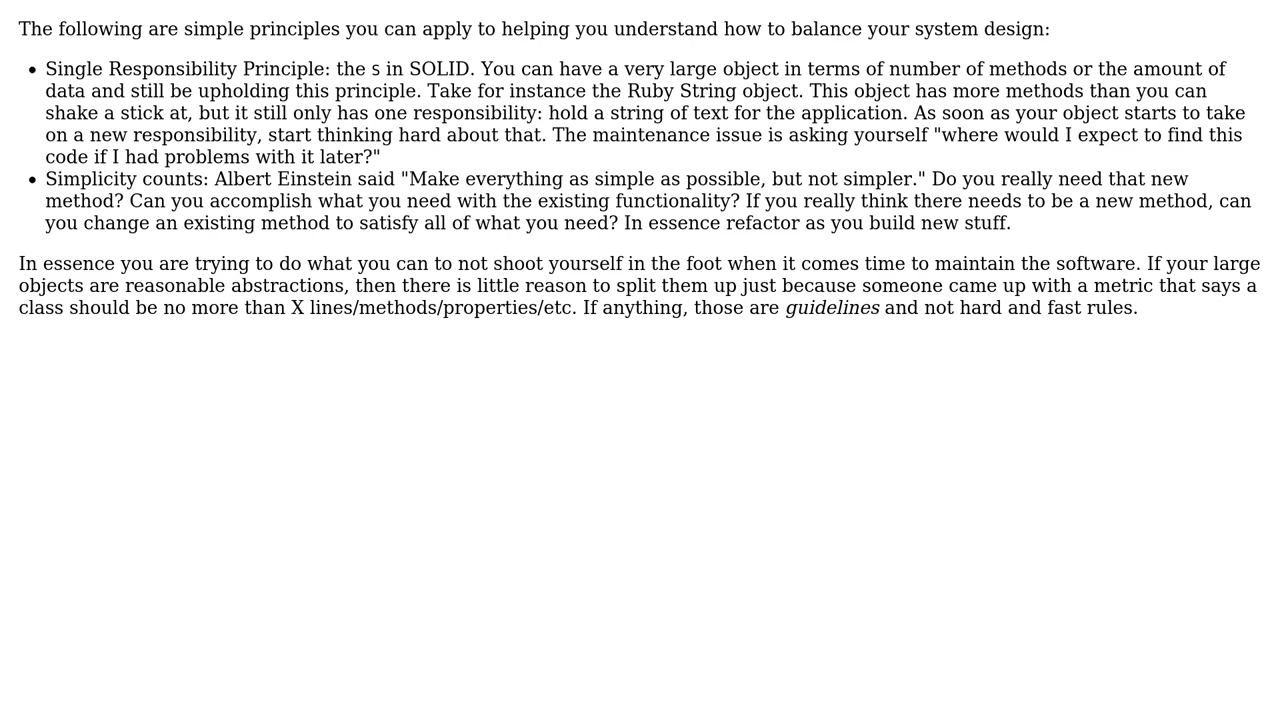 The following are simple principles you can apply to helping you understand how to balance your system design:
• Single Responsibility Principle: the S in SOLID. You can have a very large object in terms of number of methods or the amount of
data and still be upholding this principle. Take for instance the Ruby String object. This object has more methods than you can
shake a stick at, but it still only has one responsibility: hold a string of text for the application. As soon as your object starts to take
on a new responsibility, start thinking hard about that. The maintenance issue is asking yourself "where would I expect to find this
code if I had problems with it later?"
• Simplicity counts: Albert Einstein said "Make everything as simple as possible, but not simpler." Do you really need that new
method? Can you accomplish what you need with the existing functionality? If you really think there needs to be a new method, can
you change an existing method to satisfy all of what you need? In essence refactor as you build new stuff.
In essence you are trying to do what you can to not shoot yourself in the foot when it comes time to maintain the software. If your large
objects are reasonable abstractions, then there is little reason to split them up just because someone came up with a metric that says a
class should be no more than X lines/methods/properties/etc. If anything, those are guidelines and not hard and fast rules.